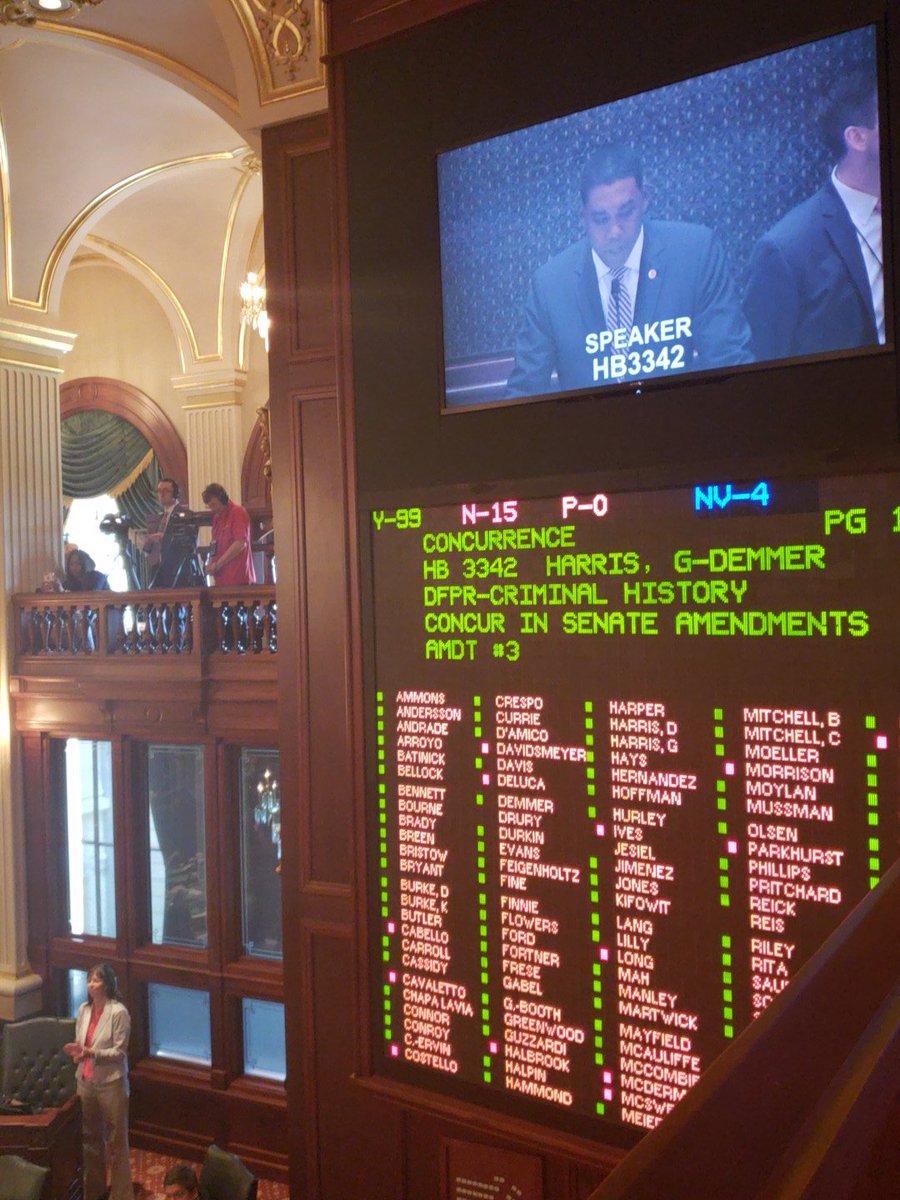 SPEAKER
HB3342
Y-99 N-15 P-0 NV-4 PG 1
CONCURRENCE
HB 3342 HARRIS, G-DEMMER
DFPR-CRIMINAL HISTORY
CONCUR IN SENATE AMENDMENTS
AMDT #3
AMMONS
ANDERSSON
ANDRADE
ARROYO
BATINICK
BELLOCK
BENNETT
BOURNE
BRADY
BREEN
BRISTOW
BRYANT
BURKE, D
BURKE, K
BUTLER
CABELLO
CARROLL
CASSIDY
CAVALETTO
CHAPA LAVIA
CONNOR
CONROY
C.-ERVIN
COSTELLO
CRESPO
CURRIE
D'AMICO
DAVIDSMEYER
DAVIS
DELUCA
DEMMER
DRURY
DURKIN
EVANS
FEIGENHOLTZ
FINE
FINNIE
FLOWERS
FORD
FORTNER
FRESE
GABEL
G.-BOOTH
GREENWOOD
GUZZARDI
HALBROOK
HALPIN
HAMMOND
HARPER
HARRIS, D
HARRIS, G
HAYS
HERNANDEZ
HOFFMAN
HURLEY
IVES
JESIEL
JIMENEZ
JONES
KIFOWIT
LANG
LILLY
LONG
MAH
MANLEY
MARTWICK
MAYFIELD
MCAULIFFE
MCCOMBIE
MCDERM
MCSWE
MEIER
MITCHELL, B
MITCHELL, C
MOELLER
MORRISON
MOYLAN
MUSSMAN
OLSEN
PARKHURST
PHILLIPS
PRITCHARD
REICK
REIS
RILEY
RITA
SAU